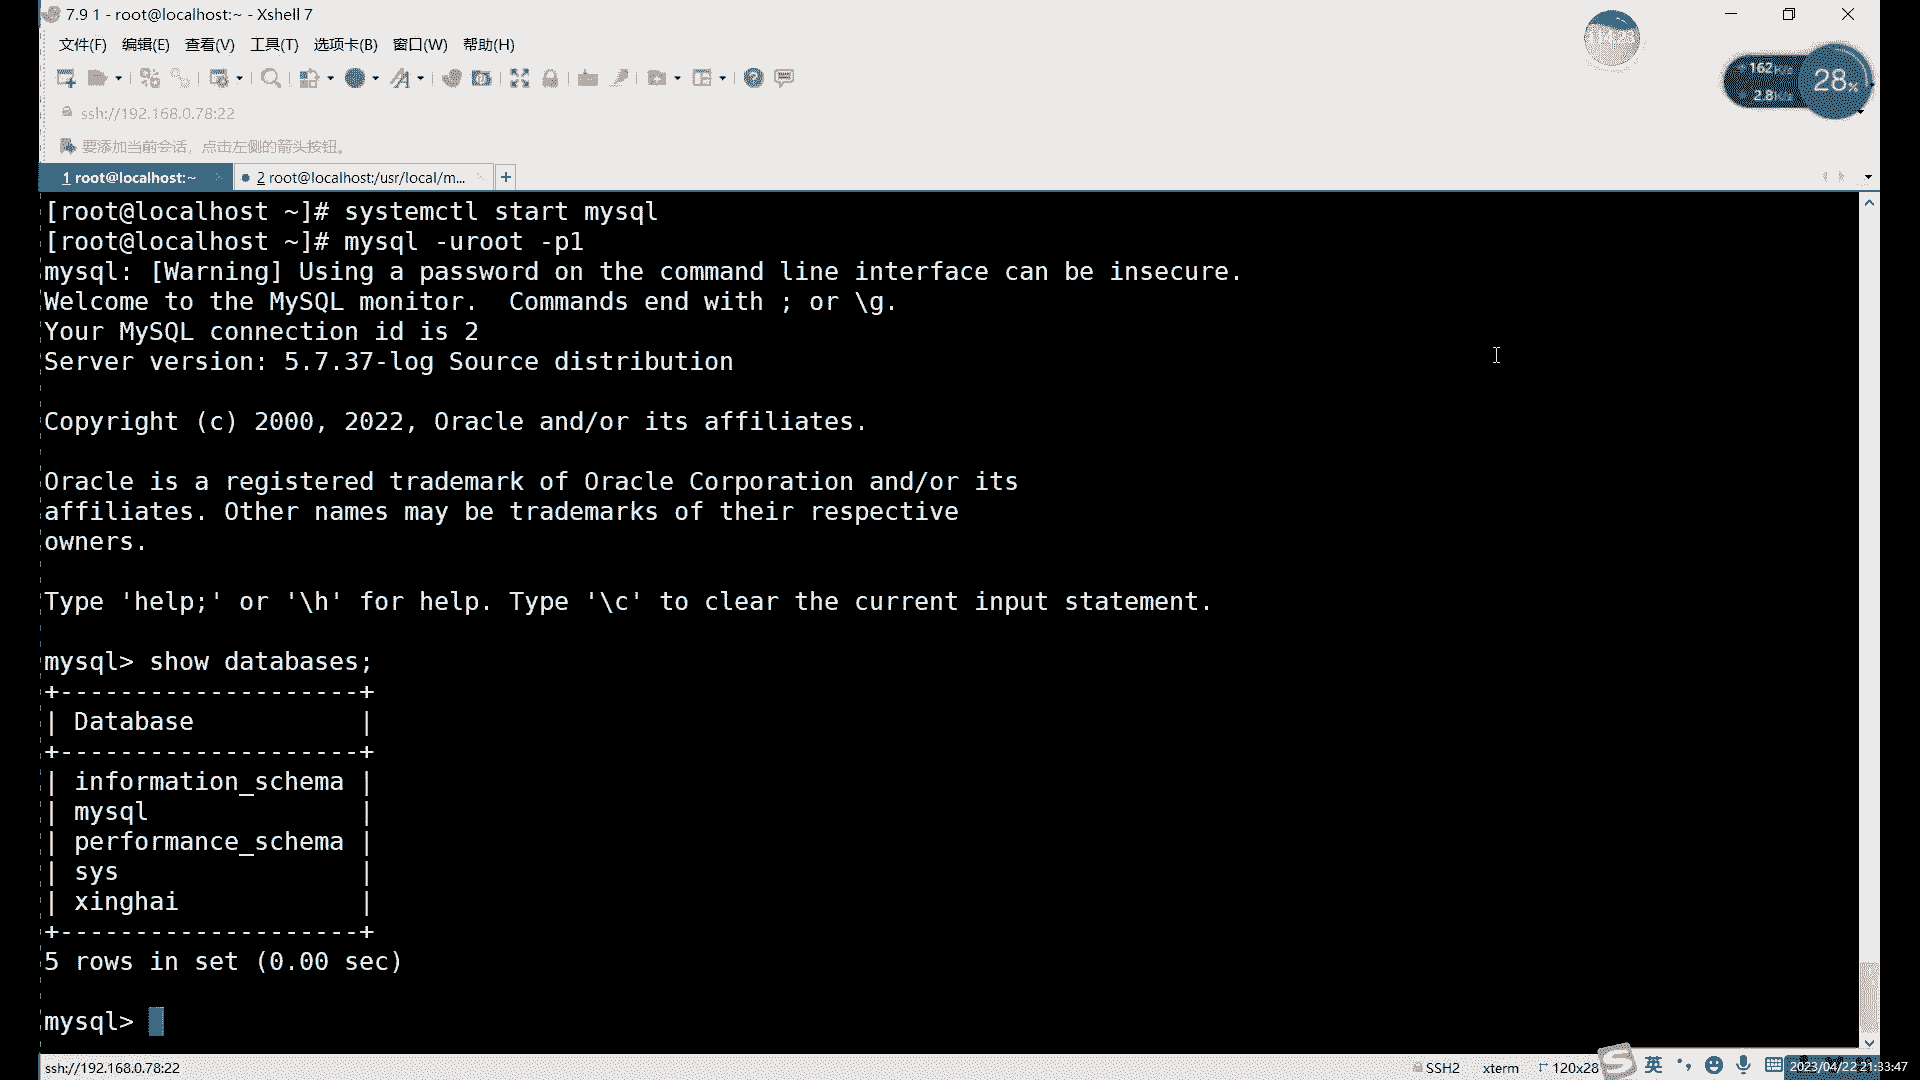 7.9 1 - root@localhost:~ - Xshell 7
文件(F) 编辑(E) 查看(V) 工具(T) 选项卡(B) 窗口(W) 帮助(H)
162K/s
2.8K/s
28%
ssh://192.168.0.78:22
要添加当前会话，点击左侧的箭头按钮。
1 root@localhost:~
2 root@localhost:/usr/local/m...
[root@localhost ~]# systemctl start mysql
[root@localhost ~]# mysql -uroot -p1
mysql: [Warning] Using a password on the command line interface can be insecure.
Welcome to the MySQL monitor.  Commands end with ; or \g.
Your MySQL connection id is 2
Server version: 5.7.37-log Source distribution
Copyright (c) 2000, 2022, Oracle and/or its affiliates.
Oracle is a registered trademark of Oracle Corporation and/or its
affiliates. Other names may be trademarks of their respective
owners.
Type 'help;' or '\h' for help. Type '\c' to clear the current input statement.
mysql> show databases;
+--------------------+
| Database           |
+--------------------+
| information_schema |
| mysql              |
| performance_schema |
| sys                |
| xinghai            |
+--------------------+
5 rows in set (0.00 sec)
mysql>
ssh://192.168.0.78:22
SSH2
xterm
120x28
英
2023/04/22 21:33:47